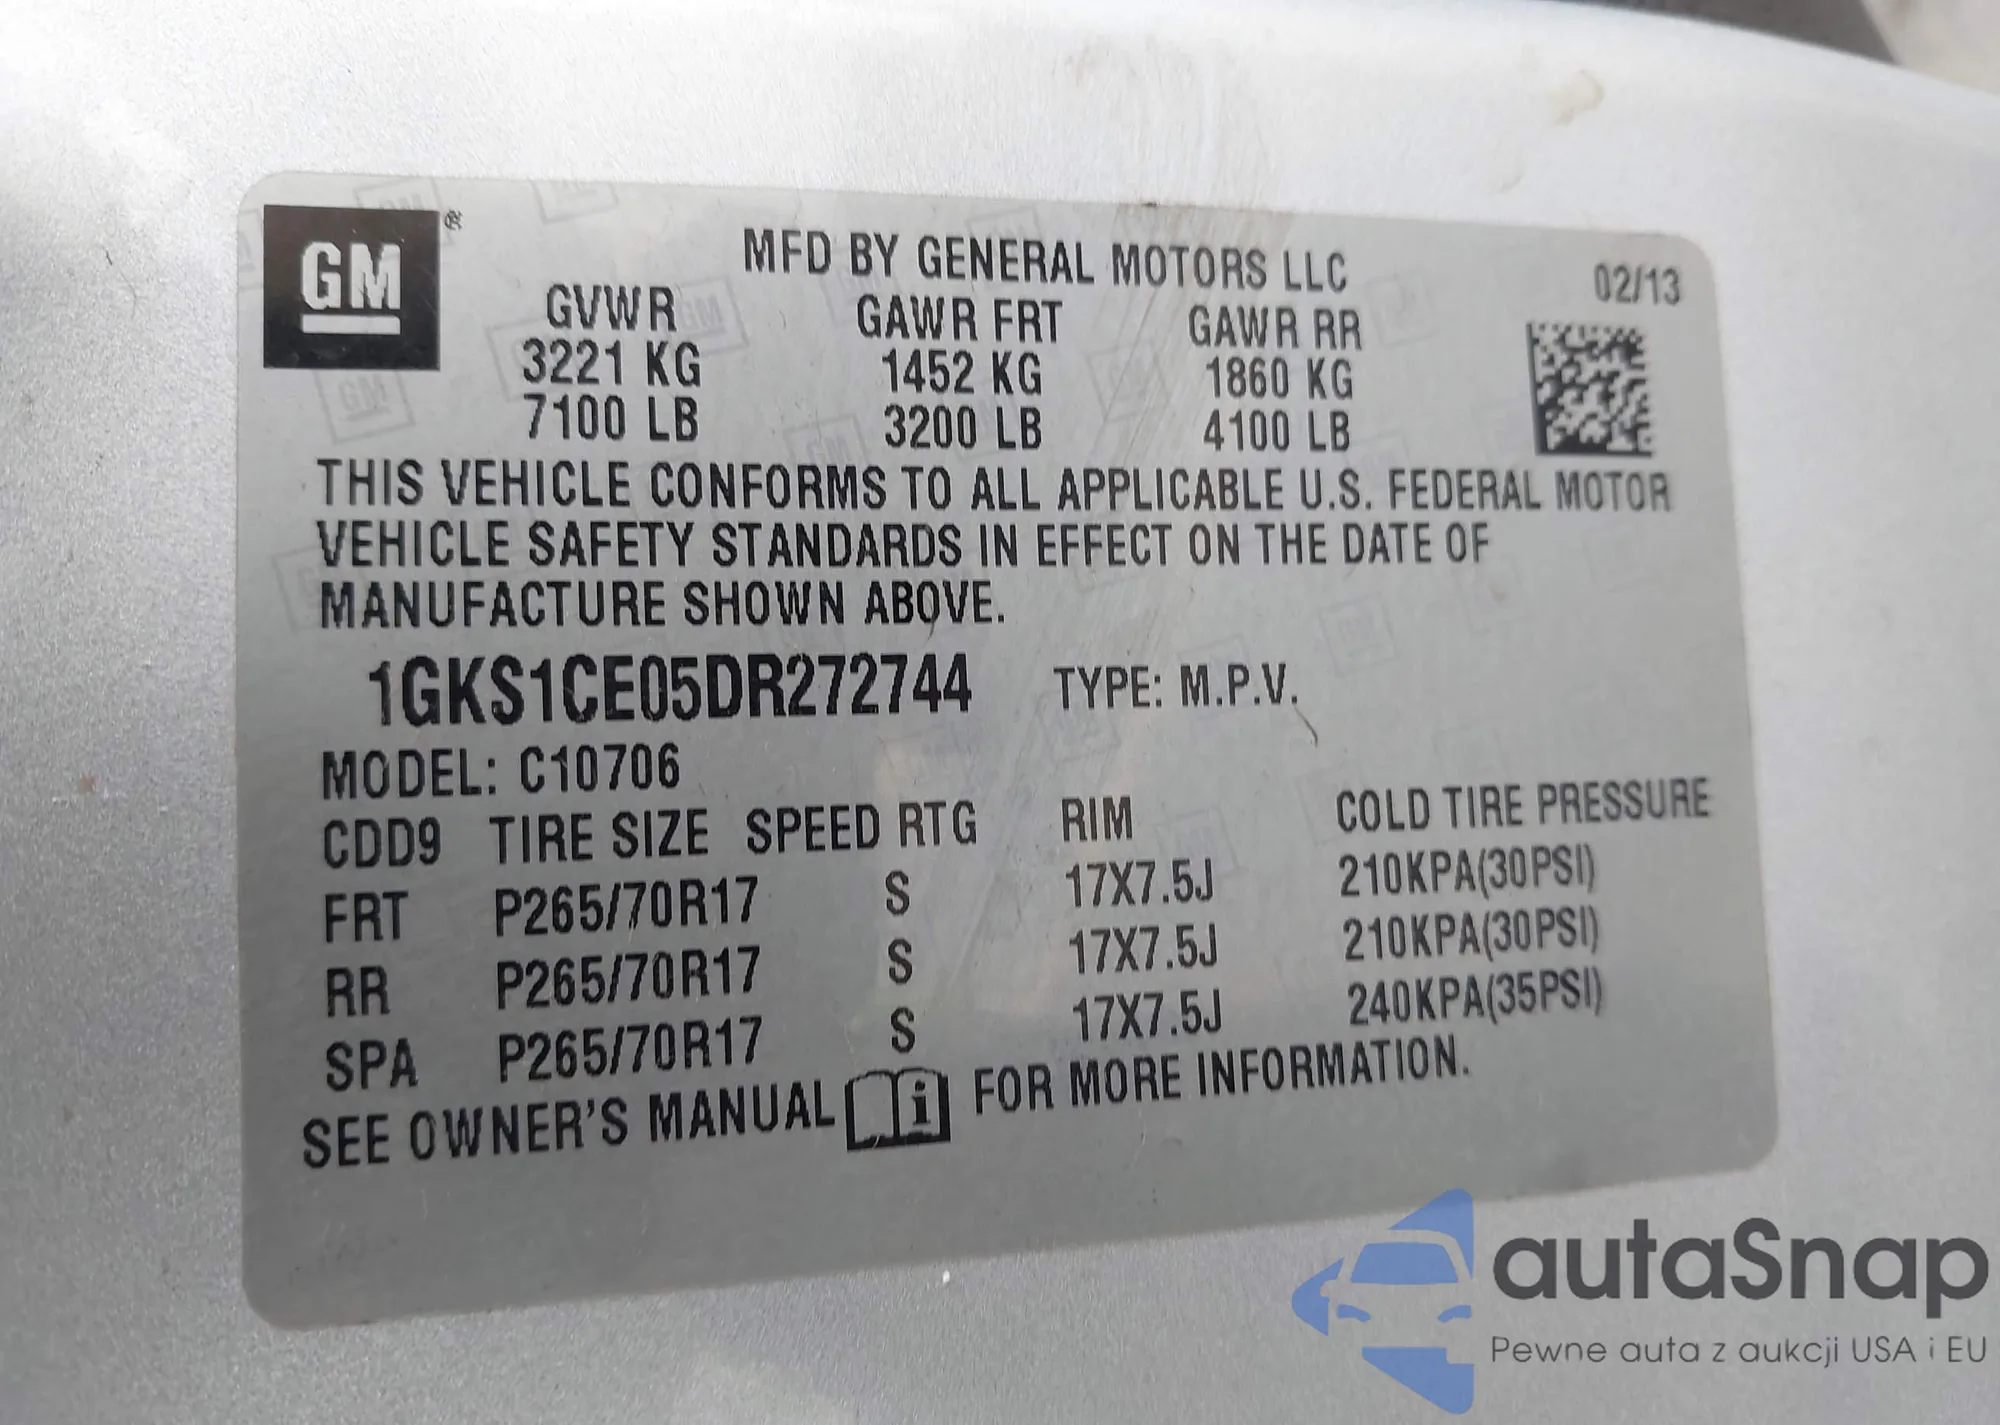 GM ®
MFD BY GENERAL MOTORS LLC
02/13
GVWR GAWR FRT GAWR RR
3221 KG 1452 KG 1860 KG
7100 LB 3200 LB 4100 LB
THIS VEHICLE CONFORMS TO ALL APPLICABLE U.S. FEDERAL MOTOR
VEHICLE SAFETY STANDARDS IN EFFECT ON THE DATE OF
MANUFACTURE SHOWN ABOVE.
1GKS1CE05DR272744 TYPE: M.P.V.
MODEL: C10706
CDD9 TIRE SIZE SPEED RTG RIM COLD TIRE PRESSURE
FRT P265/70R17 S 17X7.5J 210KPA(30PSI)
RR P265/70R17 S 17X7.5J 210KPA(30PSI)
SPA P265/70R17 S 17X7.5J 240KPA(35PSI)
SEE OWNER'S MANUAL i FOR MORE INFORMATION.
autaSnap
Pewne auta z aukcji USA i EU